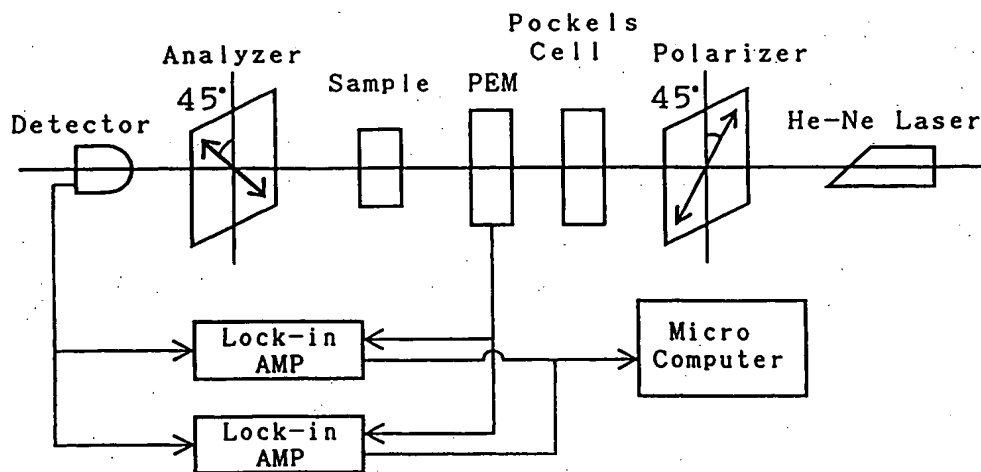 Pockels
Cell
Analyzer
Polarizer
Sample
PEM
45°
45°
Detector
He-Ne Laser
Lock-in
AMP
Micro
Computer
Lock-in
AMP